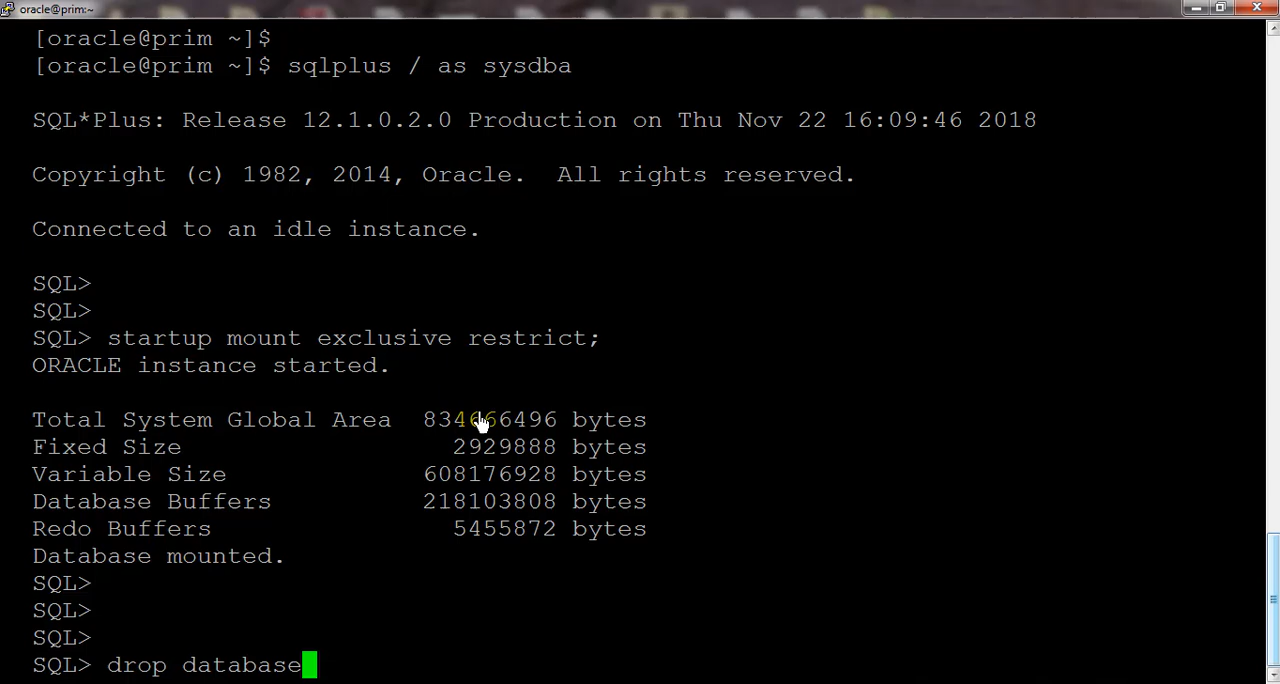 oracle@prim:~
[oracle@prim ~]$
[oracle@prim ~]$ sqlplus / as sysdba
SQL*Plus: Release 12.1.0.2.0 Production on Thu Nov 22 16:09:46 2018
Copyright (c) 1982, 2014, Oracle.  All rights reserved.
Connected to an idle instance.
SQL>
SQL>
SQL> startup mount exclusive restrict;
ORACLE instance started.
Total System Global Area  834666496 bytes
Fixed Size                  2929888 bytes
Variable Size             608176928 bytes
Database Buffers          218103808 bytes
Redo Buffers                5455872 bytes
Database mounted.
SQL>
SQL>
SQL>
SQL> drop database